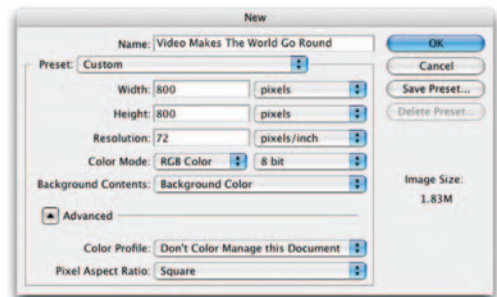 New
Name: Video Makes The World Go Round
OK
Preset: Custom
Cancel
Width: 800 pixels
Save Preset...
Height: 800 pixels
Delete Preset...
Resolution: 72 pixels/inch
Color Mode: RGB Color 8 bit
Background Contents: Background Color
Image Size:
1.83M
Advanced
Color Profile: Don't Color Manage this Document
Pixel Aspect Ratio: Square